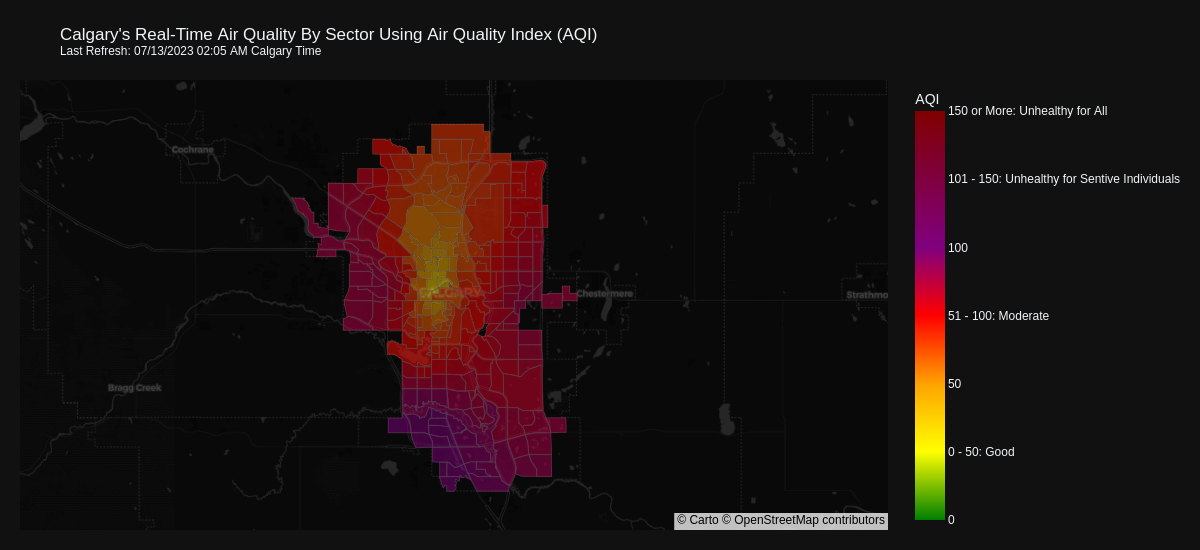 Calgary's Real-Time Air Quality By Sector Using Air Quality Index (AQI)
Last Refresh: 07/13/2023 02:05 AM Calgary Time
AQI
150 or More: Unhealthy for All
Cochrane
101 - 150: Unhealthy for Sentive Individuals
100
CALGARY
Chestermere
Strathmo
51 - 100: Moderate
50
Bragg Creek
0 - 50: Good
© Carto © OpenStreetMap contributors
0